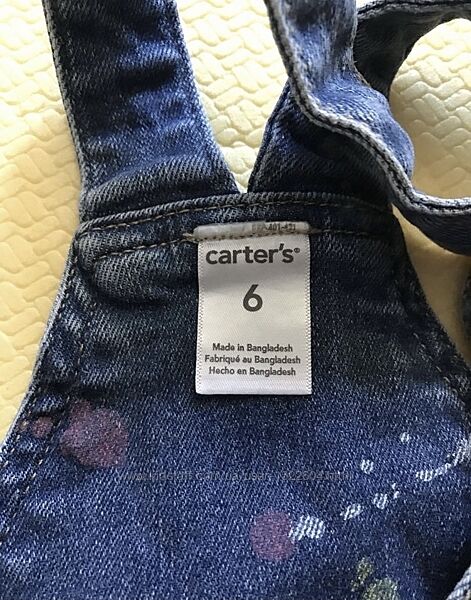 carter's®
6
Made in Bangladesh
Fabriqué au Bangladesh
Hecho en Bangladesh